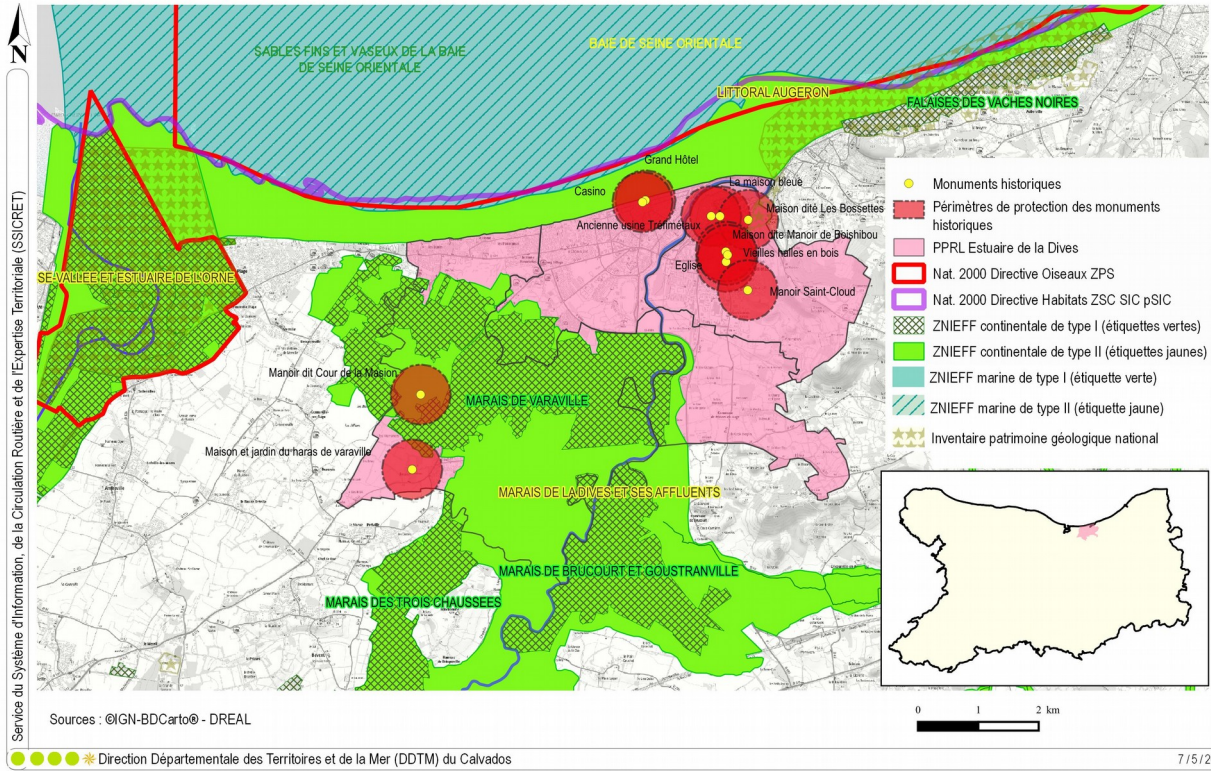 N
Service du Système d'Information, de la Circulation Routière et de l'Expertise Territoriale (SSICRET)
SABLES FINS ET VASEUX DE LA BAIE
DE SEINE ORIENTALE
BAIE DE SEINE ORIENTALE
LITTORAL AUGERON
FALAISES DES VACHES NOIRES
Grand Hôtel
Casino
La maison bleue
Maison dité Les Bossettes
Ancienne usine Tréfimétaux
Maison dite Manoir de Boishibou
Vieilles halles en bois
Eglise
Manoir Saint-Cloud
SE-VALLEE ET ESTUAIRE DE L'ORNE
Manoir dit Cour de la Masion
MARAIS DE VARAVILLE
Maison et jardin du haras de varaville
MARAIS DE LA DIVES ET SES AFFLUENTS
MARAIS DE BRUCOURT ET GOUSTRANVILLE
MARAIS DES TROIS CHAUSSEES
Monuments historiques
Périmètres de protection des monuments
historiques
PPRL Estuaire de la Dives
Nat. 2000 Directive Oiseaux ZPS
Nat. 2000 Directive Habitats ZSC SIC pSIC
ZNIEFF continentale de type I (étiquettes vertes)
ZNIEFF continentale de type II (étiquettes jaunes)
ZNIEFF marine de type I (étiquette verte)
ZNIEFF marine de type II (étiquette jaune)
Inventaire patrimoine géologique national
Sources : ©IGN-BDCarto® - DREAL
0 1 2 km
Direction Départementale des Territoires et de la Mer (DDTM) du Calvados
7/5/2